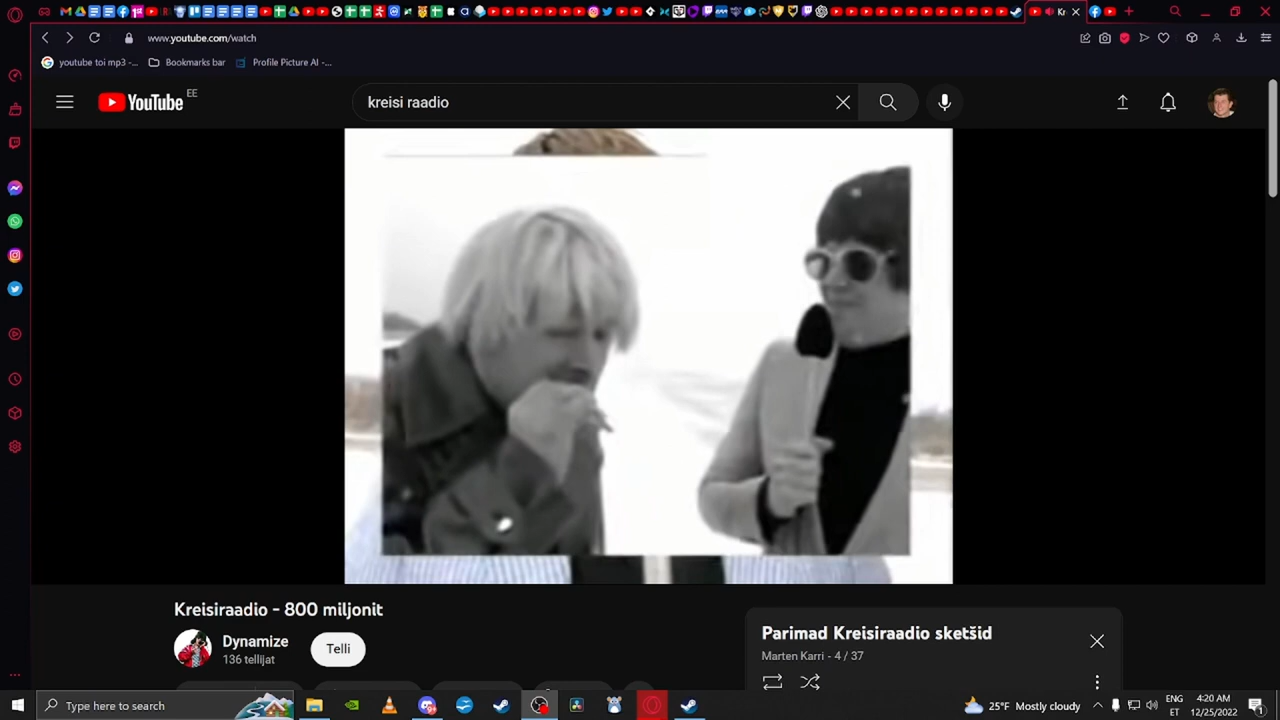 www.youtube.com/watch
youtube toi mp3 -...
Bookmarks bar
Profile Picture AI -...
YouTube EE
kreisi raadio
Kreisiraadio - 800 miljonit
Dynamize
136 tellijat
Telli
Parimad Kreisiraadio sketšid
Marten Karri - 4 / 37
Type here to search
25°F Mostly cloudy
ENG
ET
4:20 AM
12/25/2022